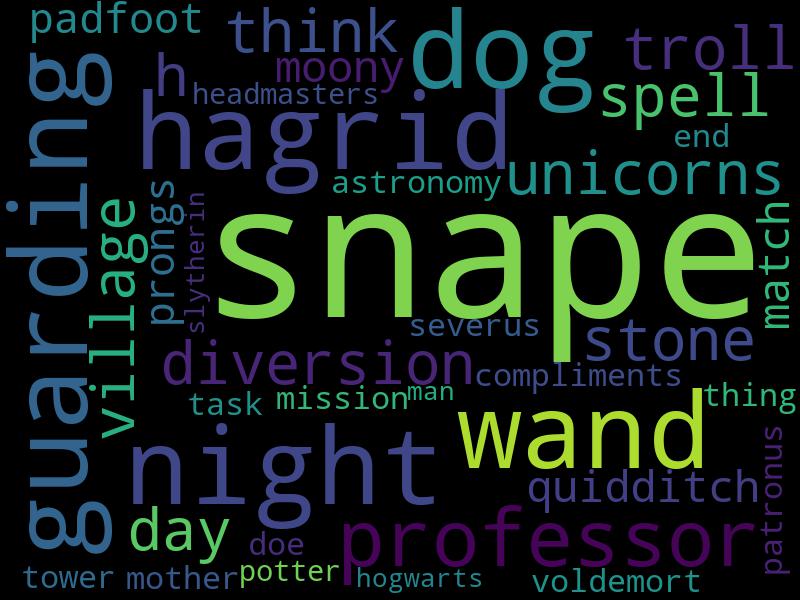 padfoot
think
dog
troll
moony
h
headmasters
spell
hagrid
end
guarding
astronomy
unicorns
village
prongs
slytherin
snape
match
severus
stone
diversion
compliments
task
mission
man
thing
wand
night
quidditch
patronus
day
doe
professor
tower
mother
potter
hogwarts
voldemort